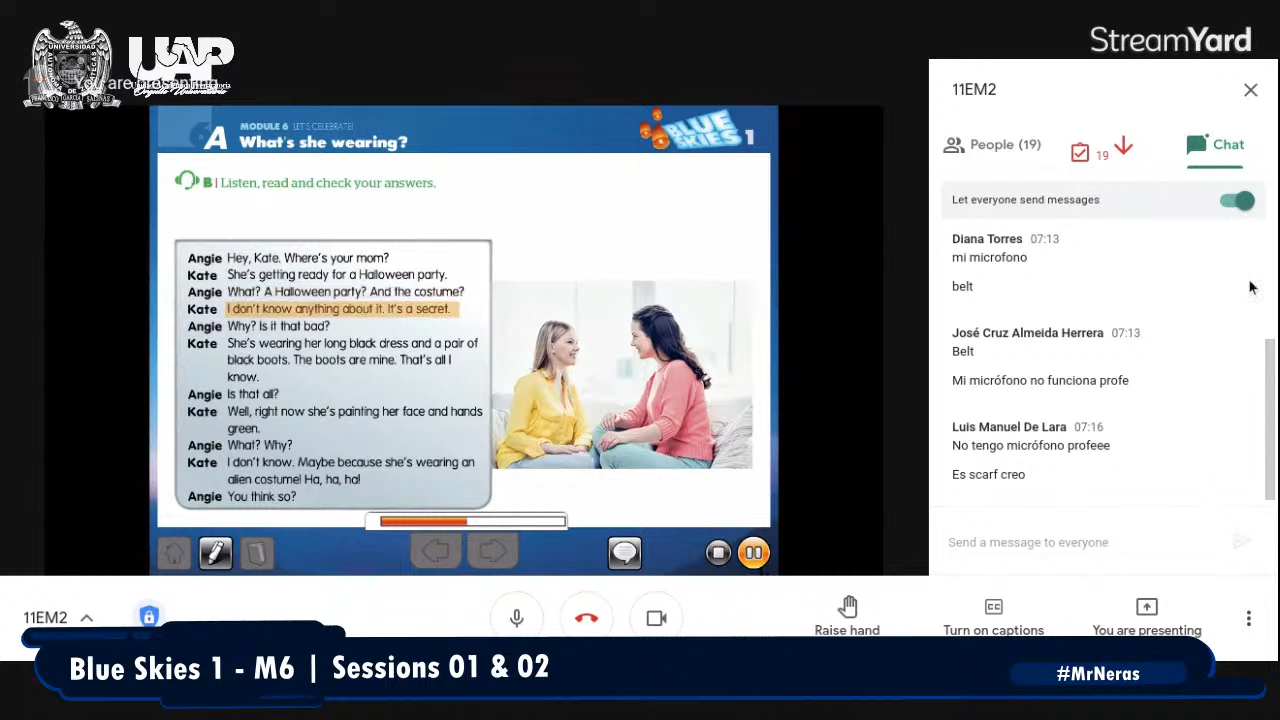 StreamYard
UNIVERSIDAD
UAP
You are presenting
FRANCISCO GARCIA SALINAS
6A
MODULE 6 LET'S CELEBRATE!
What's she wearing?
BLUE SKIES 1
B | Listen, read and check your answers.
Angie Hey, Kate. Where's your mom?
Kate She's getting ready for a Halloween party.
Angie What? A Halloween party? And the costume?
Kate I don't know anything about it. It's a secret.
Angie Why? Is it that bad?
Kate She's wearing her long black dress and a pair of
black boots. The boots are mine. That's all I
know.
Angie Is that all?
Kate Well, right now she's painting her face and hands
green.
Angie What? Why?
Kate I don't know. Maybe because she's wearing an
alien costume! Ha, ha, ha!
Angie You think so?
11EM2
People (19)
19
Chat
Let everyone send messages
Diana Torres 07:13
mi microfono
belt
José Cruz Almeida Herrera 07:13
Belt
Mi micrófono no funciona profe
Luis Manuel De Lara 07:16
No tengo micrófono profeee
Es scarf creo
Send a message to everyone
11EM2
Raise hand
Turn on captions
You are presenting
Blue Skies 1 - M6 | Sessions 01 & 02
#MrNeras